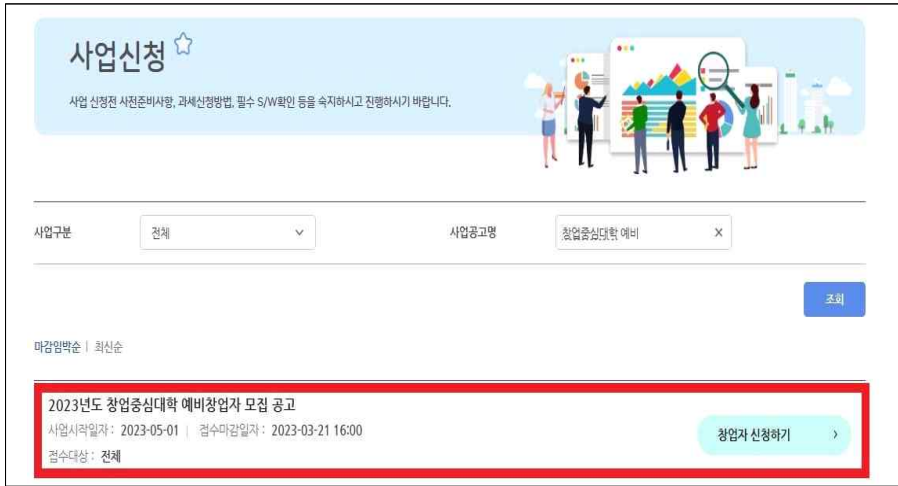 사업신청
사업 신청전 사전준비사항, 과세신청방법, 필수 S/W확인 등을 숙지하시고 진행하시기 바랍니다.
사업구분 전체 사업공고명 창업중심대학 예비 X
조회
마감임박순 | 최신순
2023년도 창업중심대학 예비창업자 모집 공고
사업시작일자 : 2023-05-01 | 접수마감일자 : 2023-03-21 16:00
창업자 신청하기 >
접수대상 : 전체